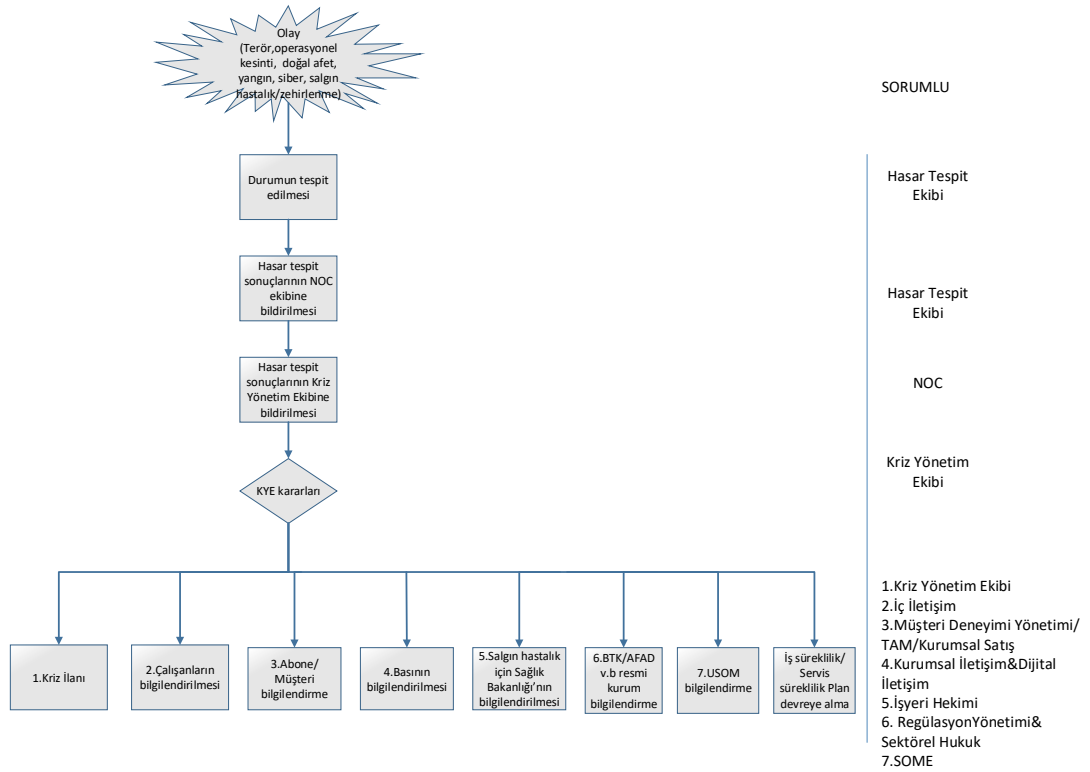 Olay
(Terör,operasyonel
kesinti, doğal afet,
yangın, siber, salgın
hastalık/zehirlenme)
SORUMLU
Durumun tespit
edilmesi
Hasar Tespit
Ekibi
Hasar tespit
sonuçlarının NOC
ekibine
bildirilmesi
Hasar Tespit
Ekibi
Hasar tespit
sonuçlarının Kriz
Yönetim Ekibine
bildirilmesi
NOC
KYE kararları
Kriz Yönetim
Ekibi
1.Kriz İlanı
2.Çalışanların
bilgilendirilmesi
3.Abone/
Müşteri
bilgilendirme
4.Basının
bilgilendirilmesi
5.Salgın hastalık
için Sağlık
Bakanlığı’nın
bilgilendirilmesi
6.BTK/AFAD
v.b resmi
kurum
bilgilendirme
7.USOM
bilgilendirme
İş süreklilik/
Servis
süreklilik Plan
devreye alma
1.Kriz Yönetim Ekibi
2.İç İletişim
3.Müşteri Deneyimi Yönetimi/
TAM/Kurumsal Satış
4.Kurumsal İletişim&Dijital
İletişim
5.İşyeri Hekimi
6. RegülasyonYönetimi&
Sektörel Hukuk
7.SOME